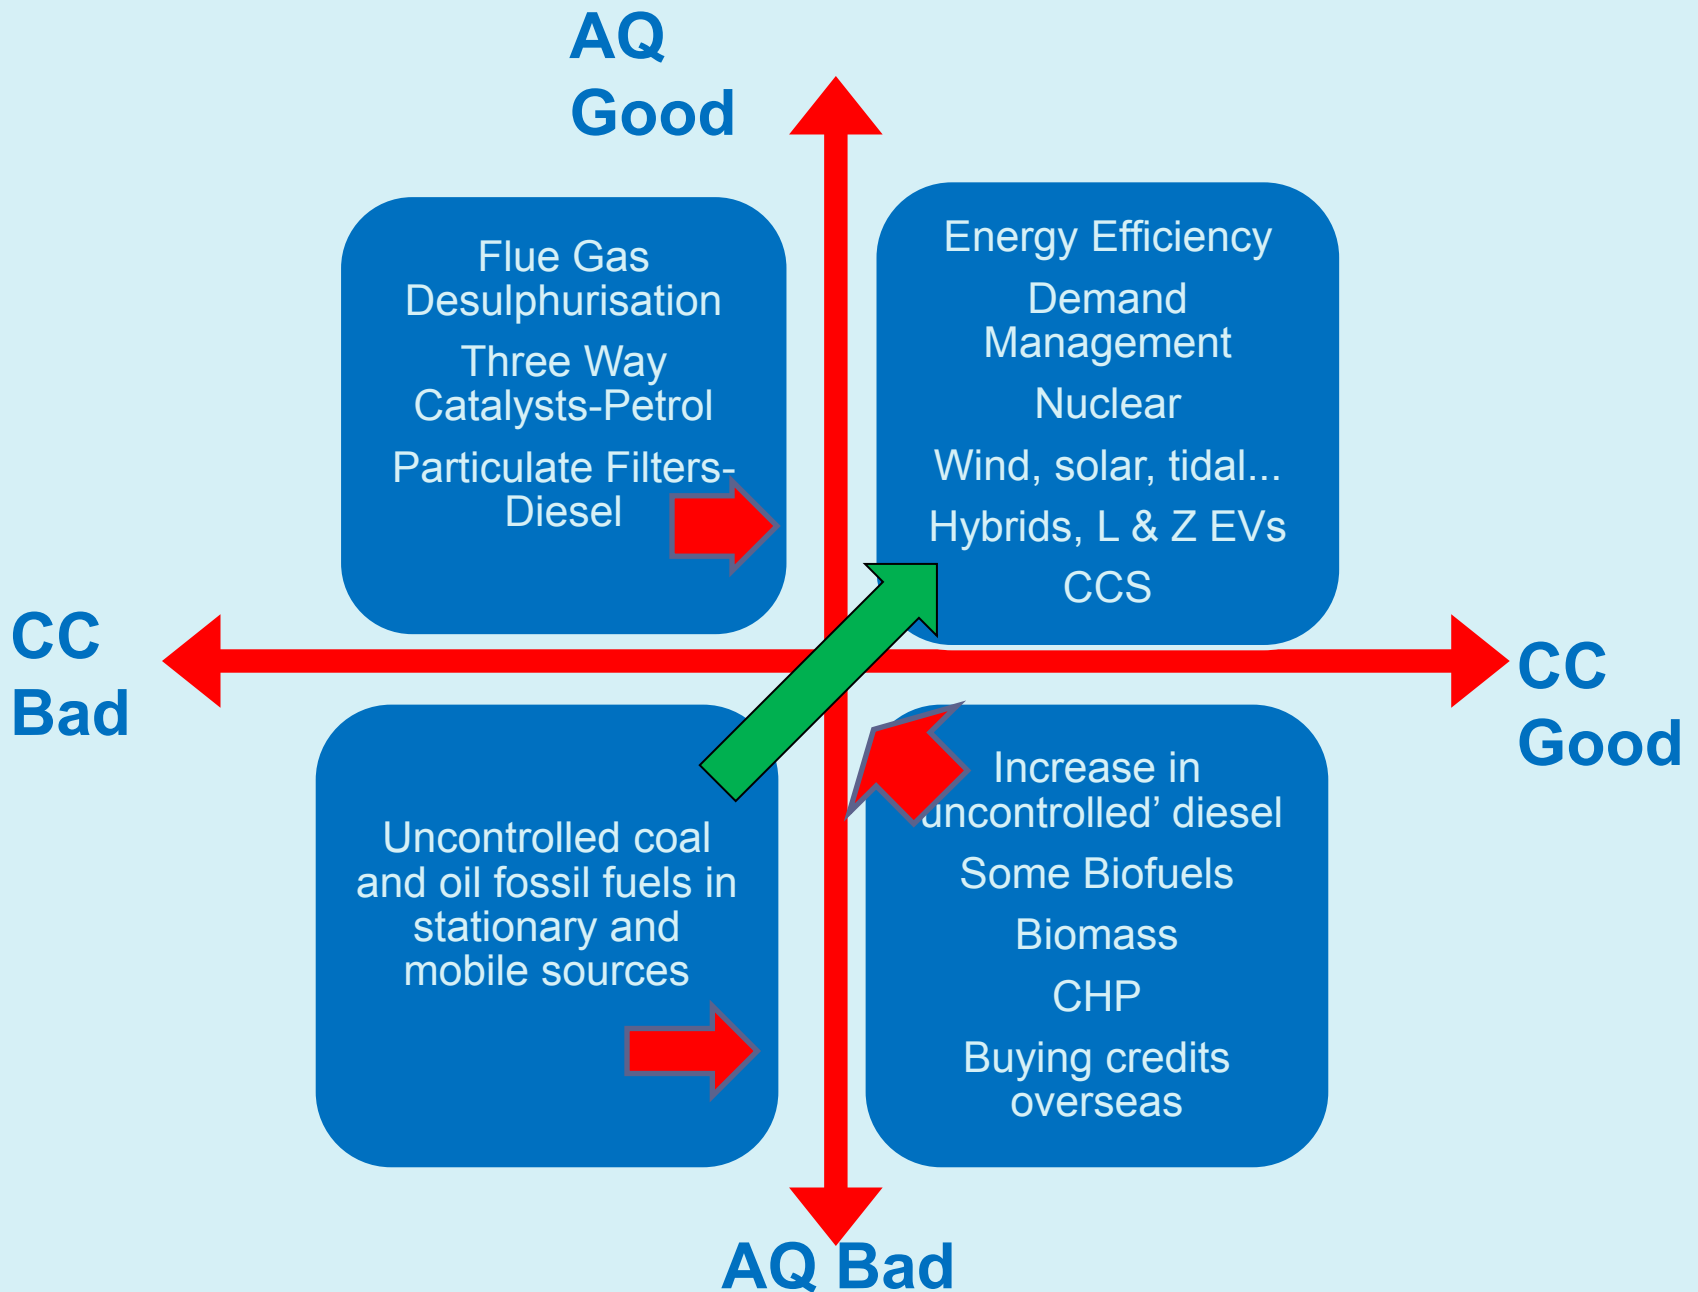 AQ
Good
Flue Gas
Desulphurisation
Three Way
Catalysts-Petrol
Particulate Filters-
Diesel
Energy Efficiency
Demand
Management
Nuclear
Wind, solar, tidal...
Hybrids, L & Z EVs
CCS
CC
Bad
CC
Good
Uncontrolled coal
and oil fossil fuels in
stationary and
mobile sources
Increase in
uncontrolled’ diesel
Some Biofuels
Biomass
CHP
Buying credits
overseas
AQ Bad